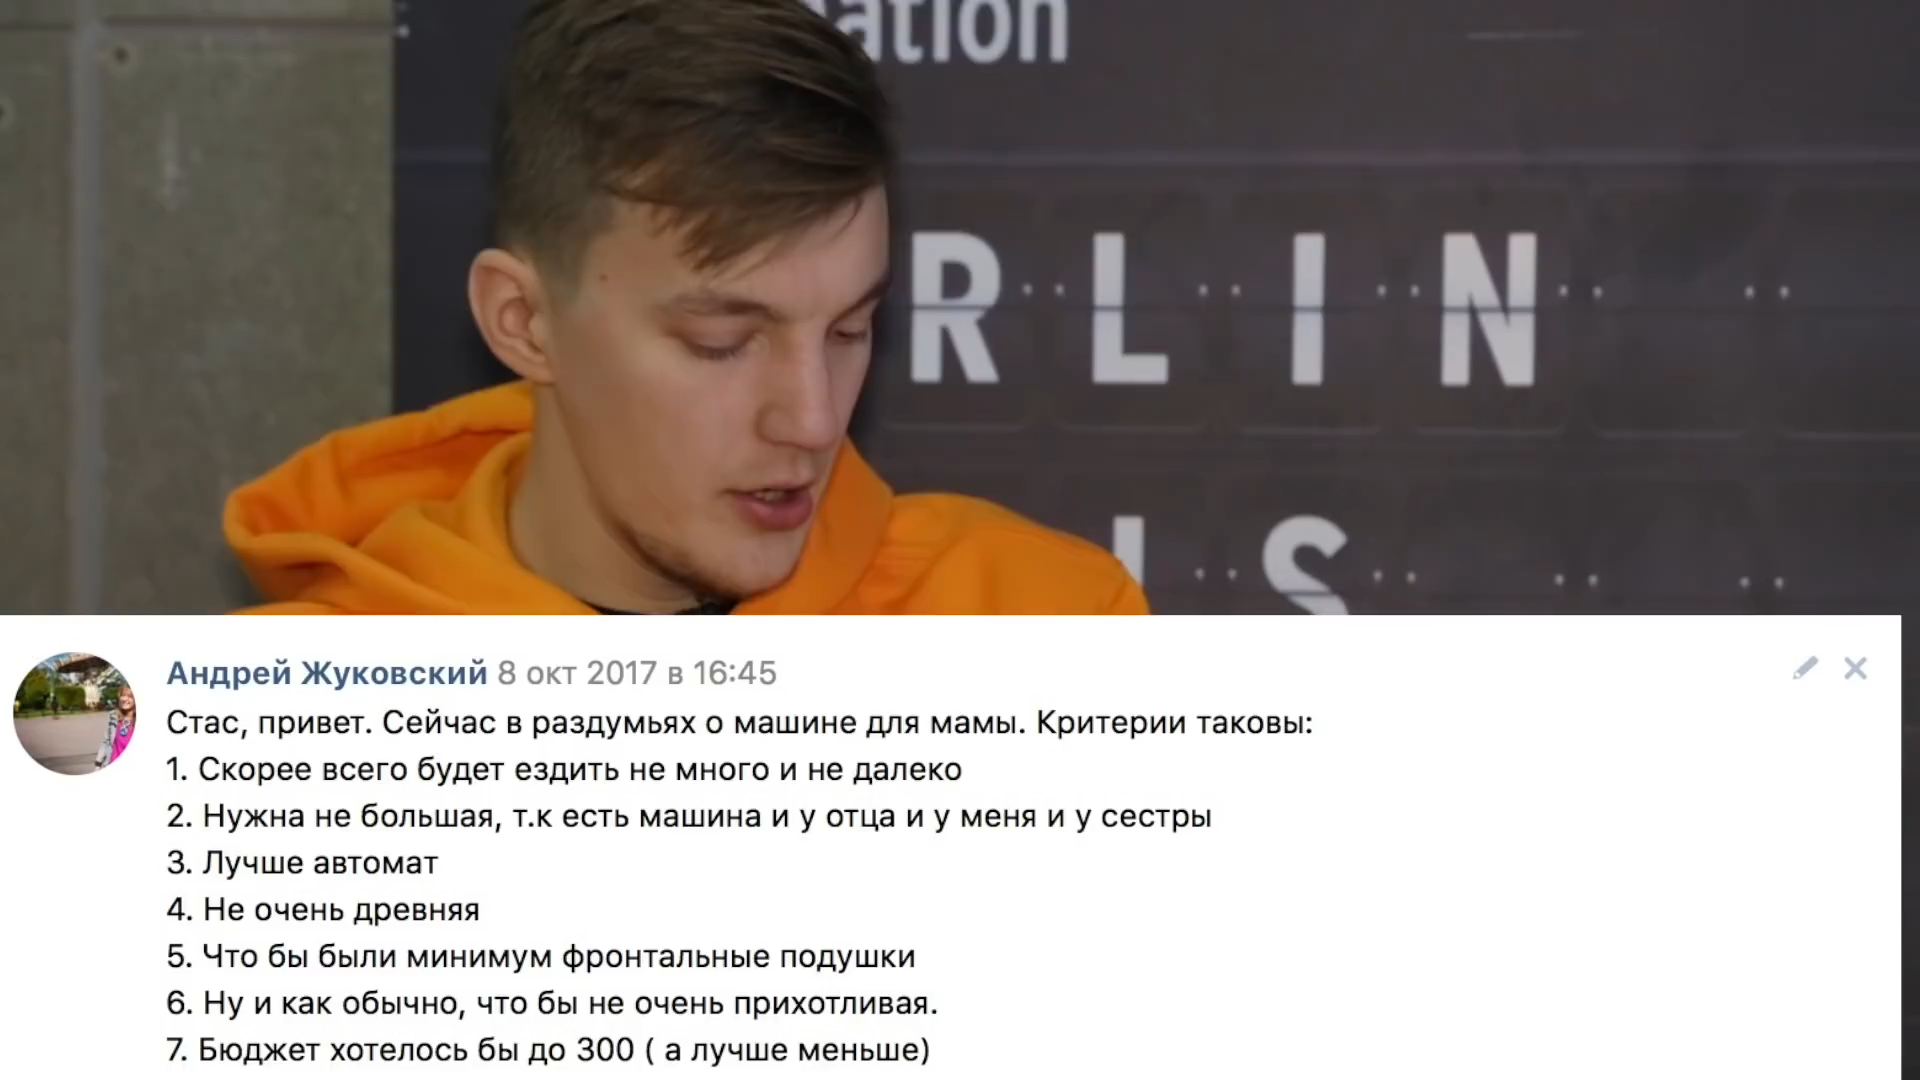 ation
RLIN
IS
Андрей Жуковский 8 окт 2017 в 16:45
Стас, привет. Сейчас в раздумьях о машине для мамы. Критерии таковы:
1. Скорее всего будет ездить не много и не далеко
2. Нужна не большая, т.к есть машина и у отца и у меня и у сестры
3. Лучше автомат
4. Не очень древняя
5. Что бы были минимум фронтальные подушки
6. Ну и как обычно, что бы не очень прихотливая.
7. Бюджет хотелось бы до 300 ( а лучше меньше)